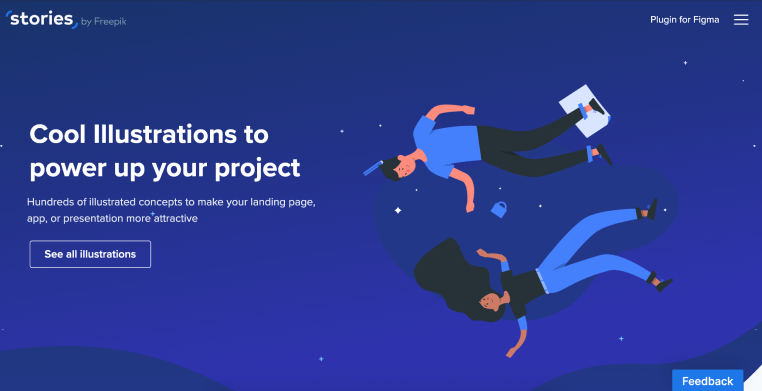 stories by Freepik
Plugin for Figma
Cool Illustrations to
power up your project
Hundreds of illustrated concepts to make your landing page,
app, or presentation more attractive
See all illustrations
Feedback